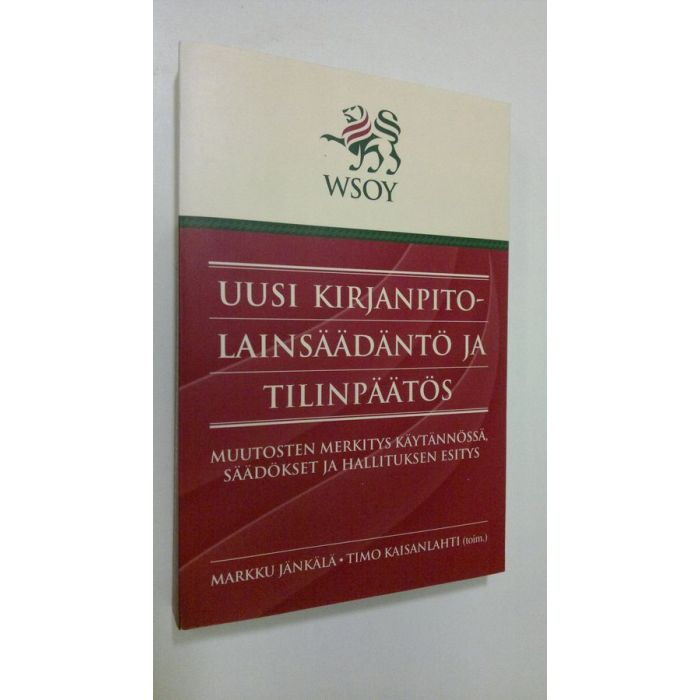 WSOY
UUSI KIRJANPITO-
LAINSÄÄDÄNTÖ JA
TILINPÄÄTÖS
MUUTOSTEN MERKITYS KÄYTÄNNÖSSÄ,
SÄÄDÖKSET JA HALLITUKSEN ESITYS
MARKKU JÄNKÄLÄ • TIMO KAISANLAHTI (toim.)